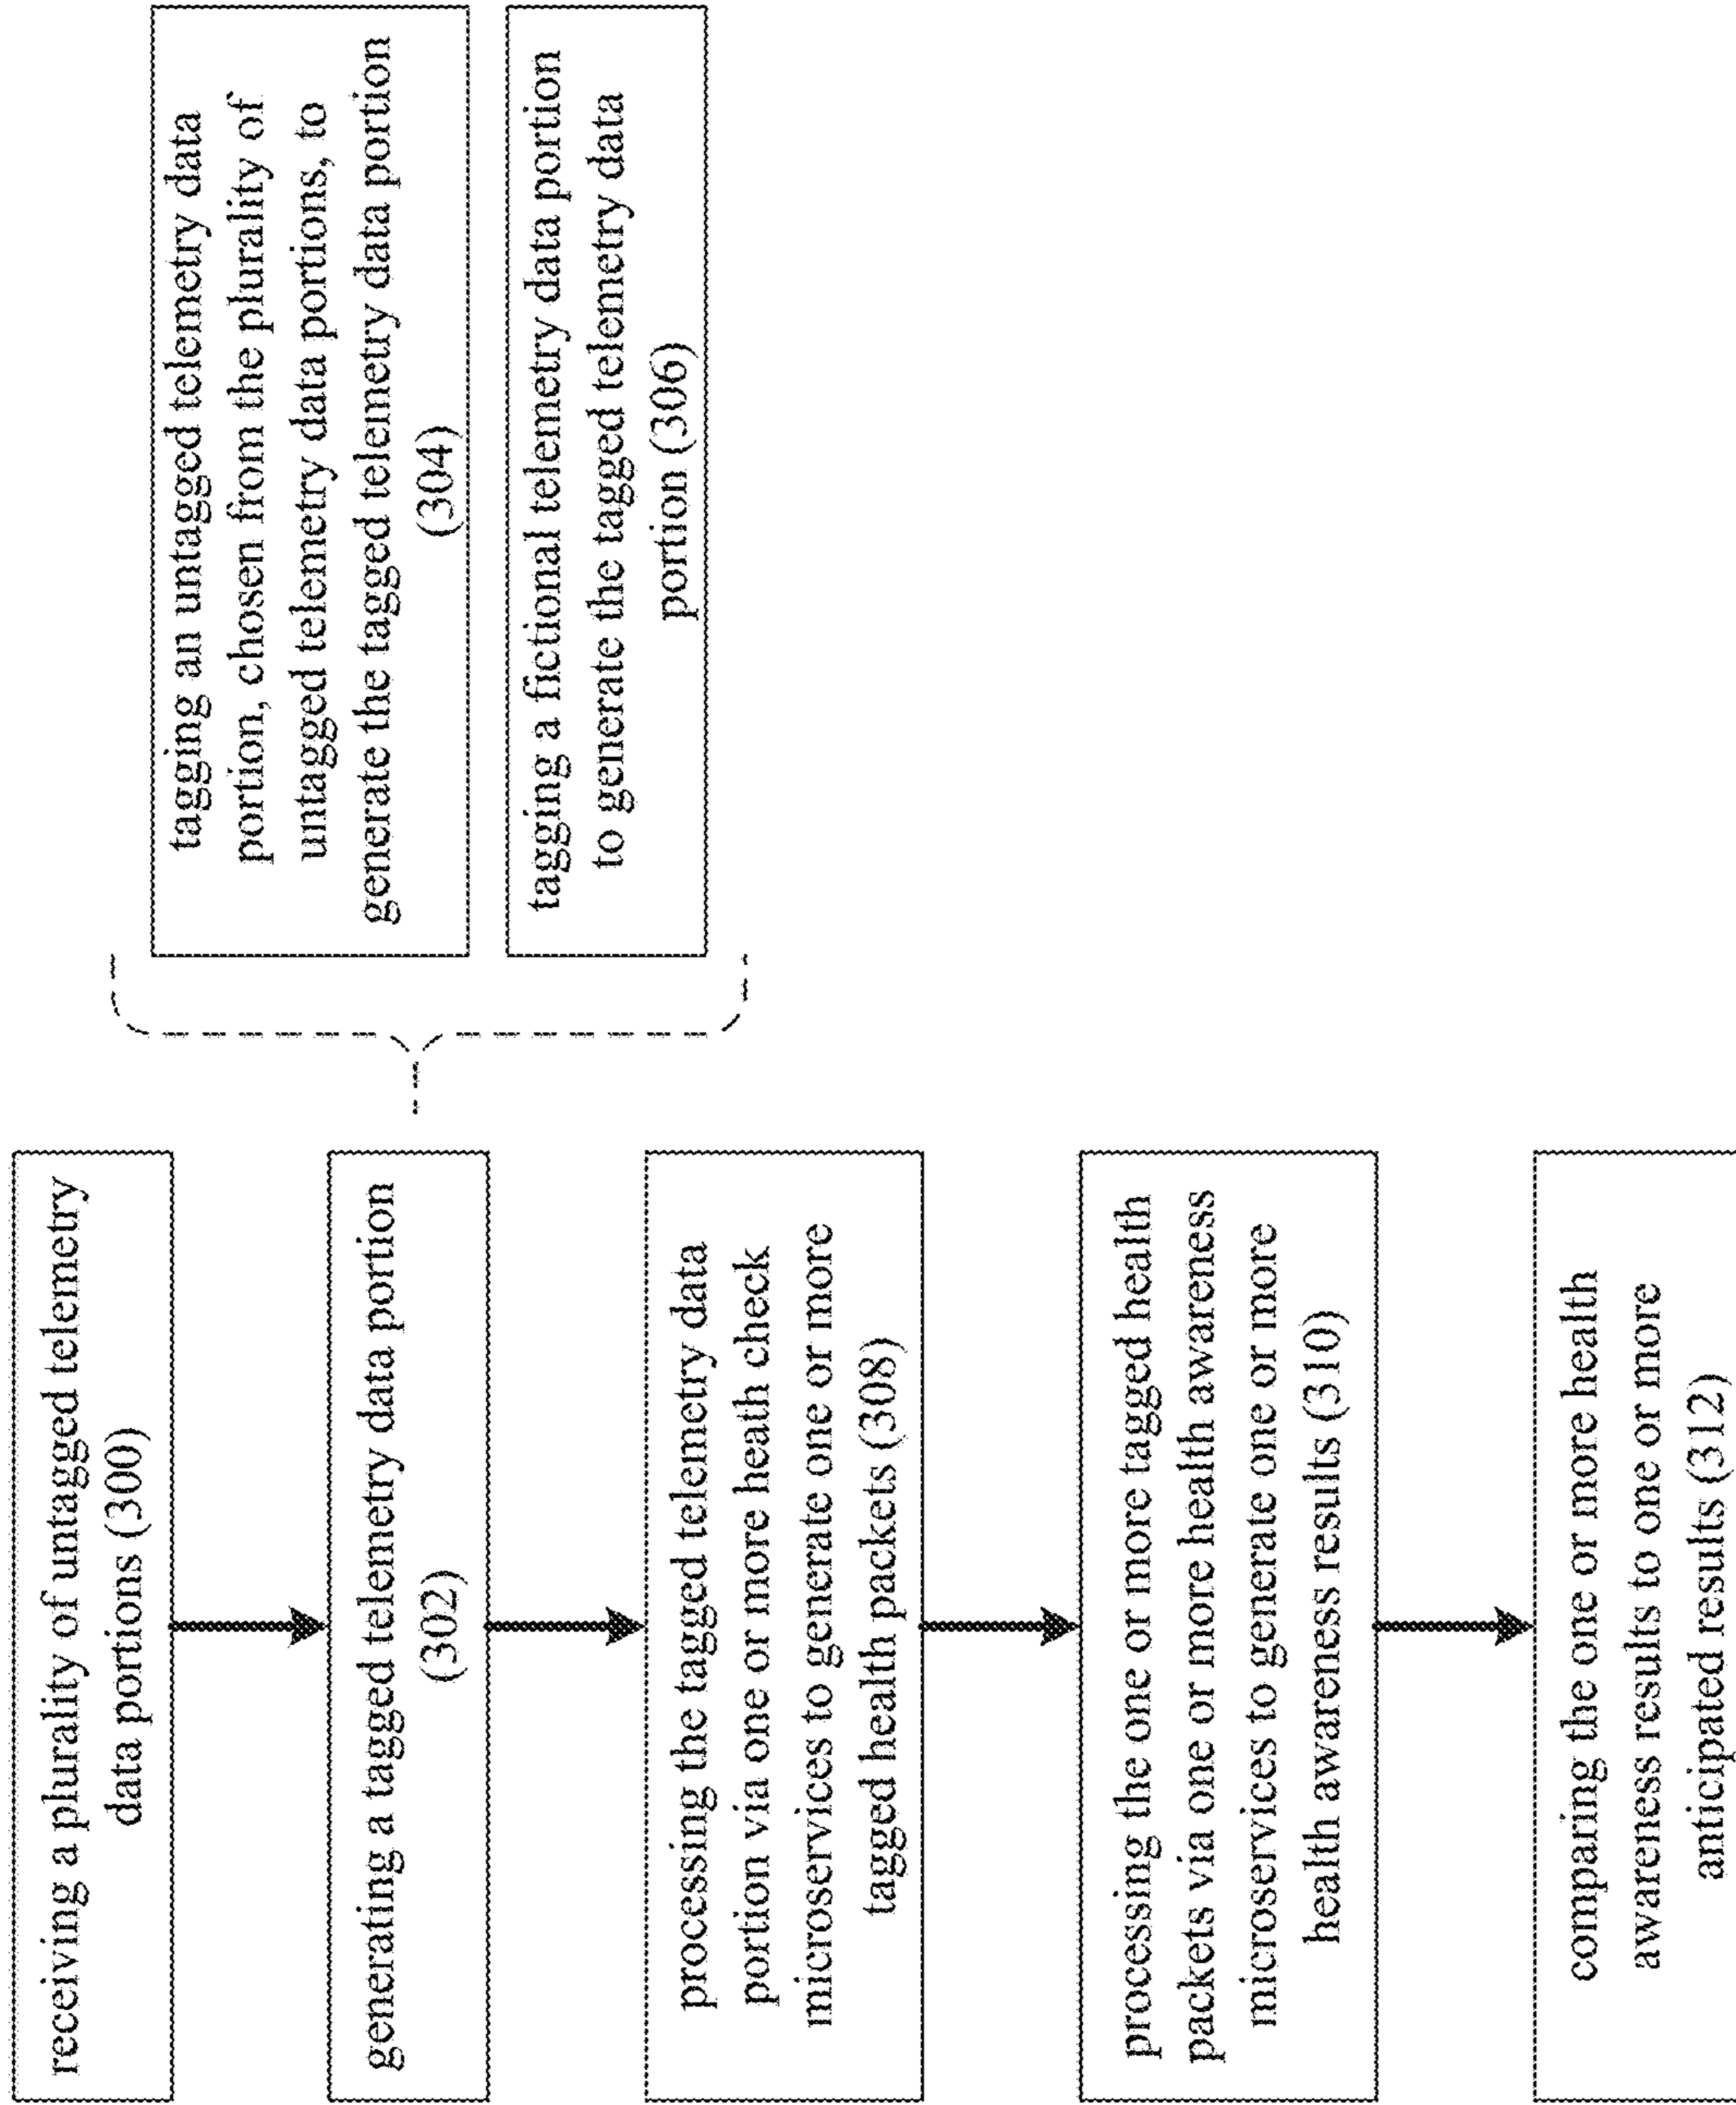 receiving a plurality of untagged telemetry
data portions (300)
generating a tagged telemetry data portion
(302)
tagging an untagged telemetry data
portion, chosen from the plurality of
untagged telemetry data portions, to
generate the tagged telemetry data portion
(304)
tagging a fictional telemetry data portion
to generate the tagged telemetry data
portion (306)
processing the tagged telemetry data
portion via one or more heath check
microservices to generate one or more
tagged health packets (308)
processing the one or more tagged health
packets via one or more health awareness
microservices to generate one or more
health awareness results (310)
comparing the one or more health
awareness results to one or more
anticipated results (312)